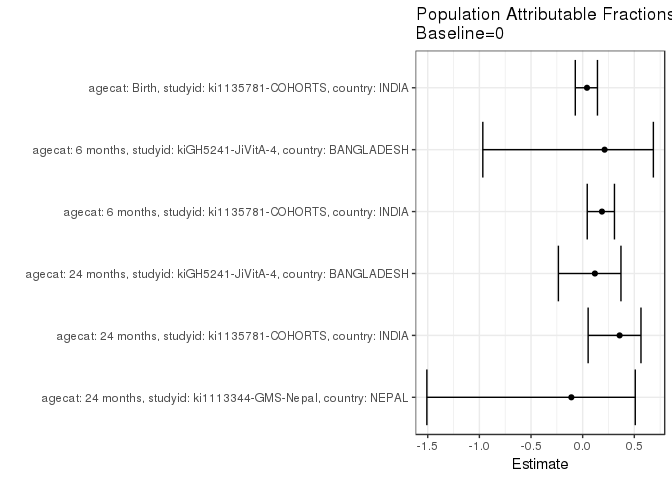 Population Attributable Fractions
Baseline=0
agecat: Birth, studyid: ki1135781-COHORTS, country: INDIA
agecat: 6 months, studyid: kiGH5241-JiVitA-4, country: BANGLADESH
agecat: 6 months, studyid: ki1135781-COHORTS, country: INDIA
agecat: 24 months, studyid: kiGH5241-JiVitA-4, country: BANGLADESH
agecat: 24 months, studyid: ki1135781-COHORTS, country: INDIA
agecat: 24 months, studyid: ki1113344-GMS-Nepal, country: NEPAL
-1.5 -1.0 -0.5 0.0 0.5
Estimate